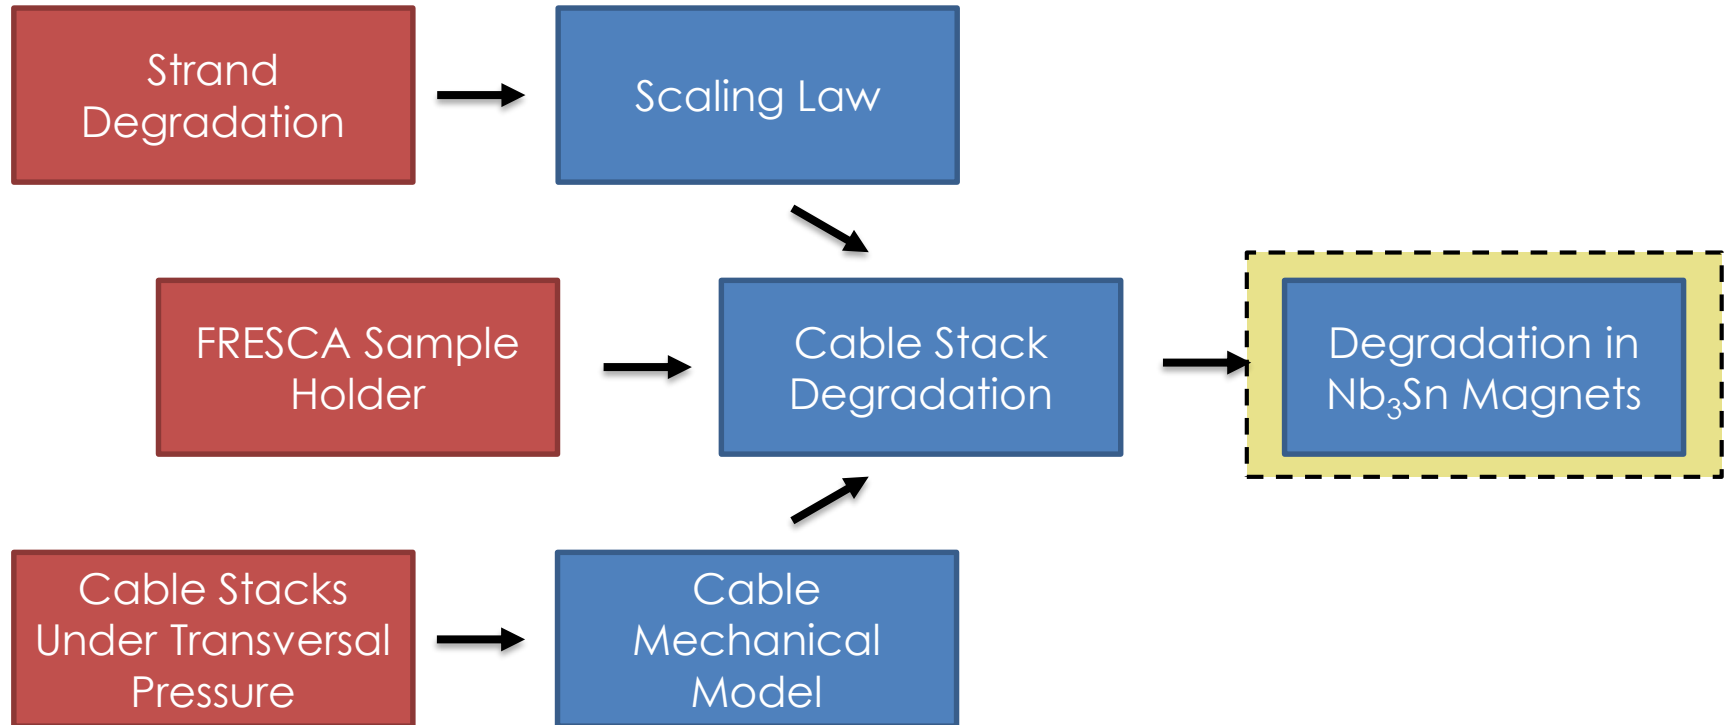 Strand
Degradation
Scaling Law
FRESCA Sample
Holder
Cable Stack
Degradation
Degradation in
Nb₃Sn Magnets
Cable Stacks
Under Transversal
Pressure
Cable
Mechanical
Model